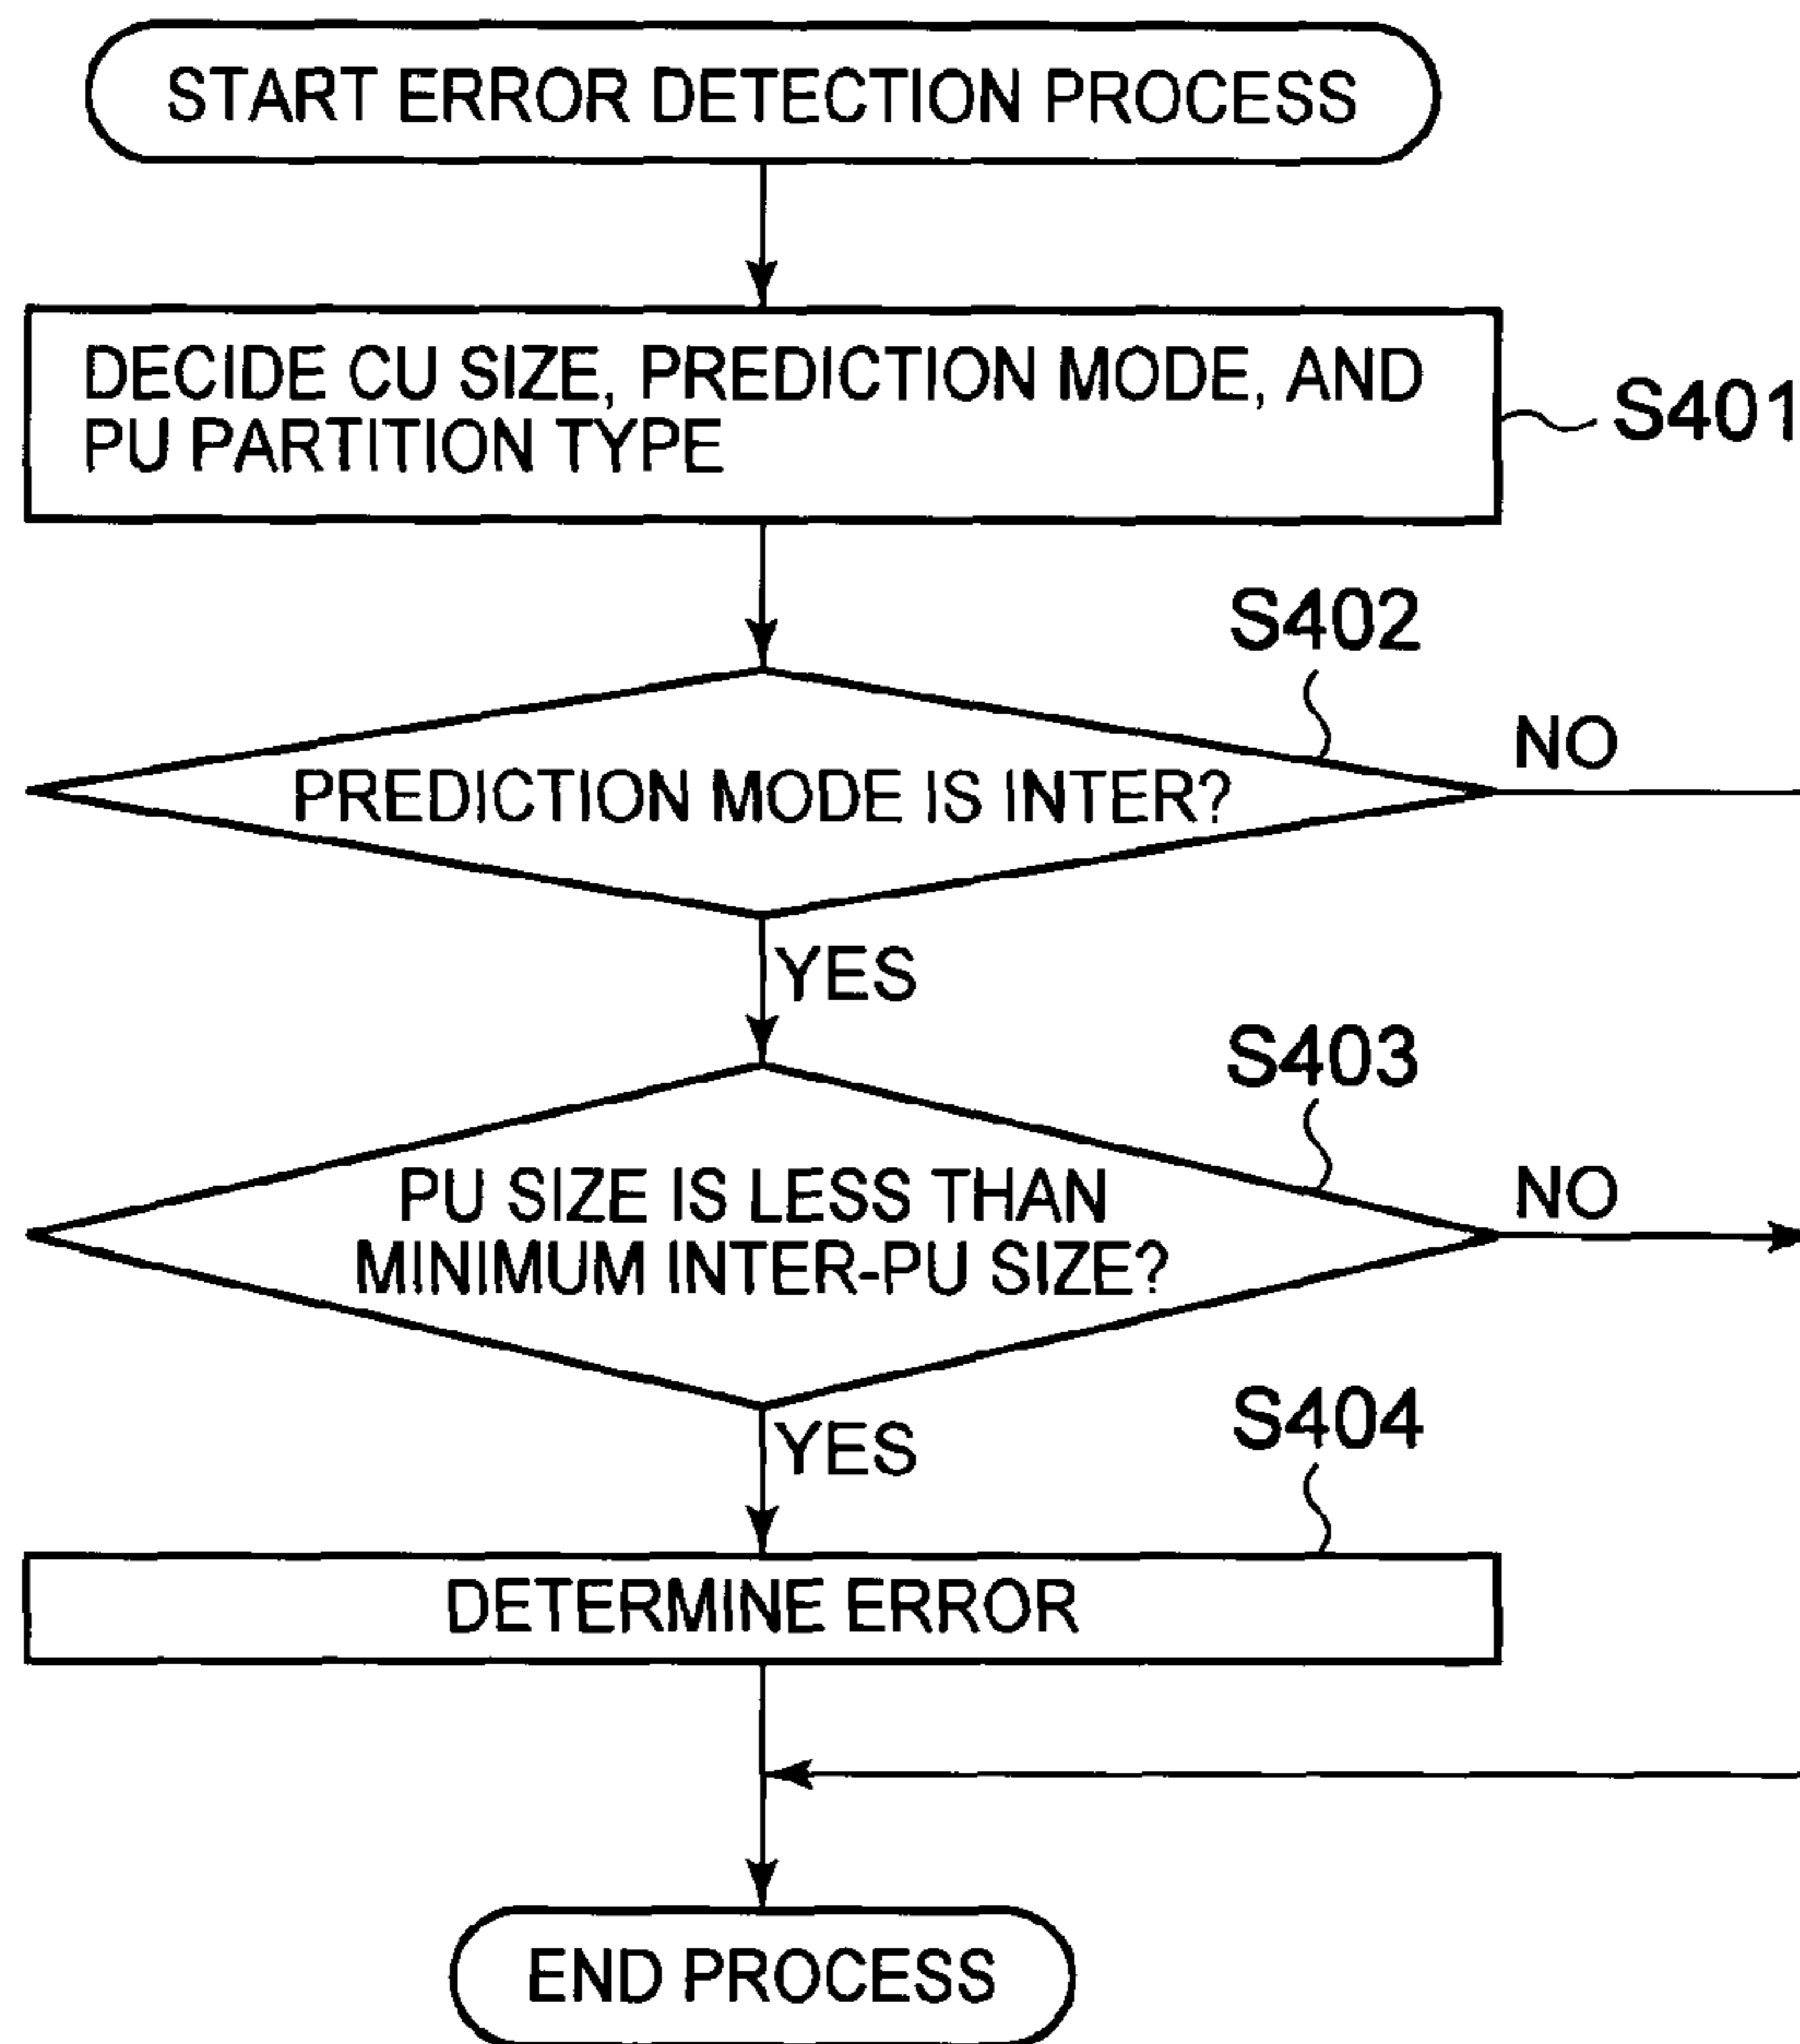 START ERROR DETECTION PROCESS
DECIDE CU SIZE, PREDICTION MODE, AND
PU PARTITION TYPE
S401
S402
PREDICTION MODE IS INTER?
NO
YES
S403
PU SIZE IS LESS THAN
MINIMUM INTER-PU SIZE?
NO
YES
S404
DETERMINE ERROR
END PROCESS